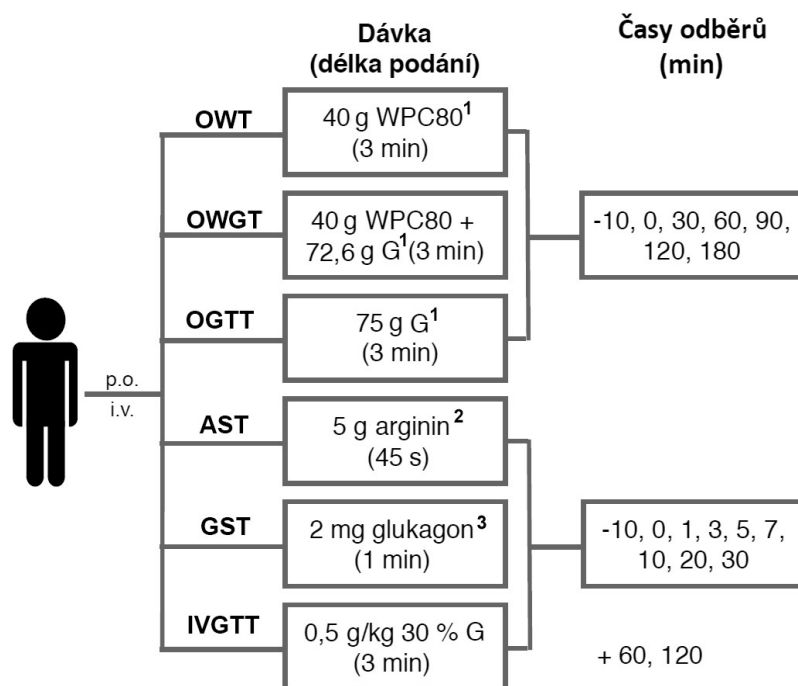 Dávka
(délka podání)
Časy odběrů
(min)
OWT
40 g WPC80¹
(3 min)
OWGT
40 g WPC80 +
72,6 g G¹(3 min)
-10, 0, 30, 60, 90,
120, 180
OGTT
75 g G¹
(3 min)
p.o.
i.v.
AST
5 g arginin²
(45 s)
GST
2 mg glukagon³
(1 min)
-10, 0, 1, 3, 5, 7,
10, 20, 30
IVGTT
0,5 g/kg 30 % G
(3 min)
+ 60, 120